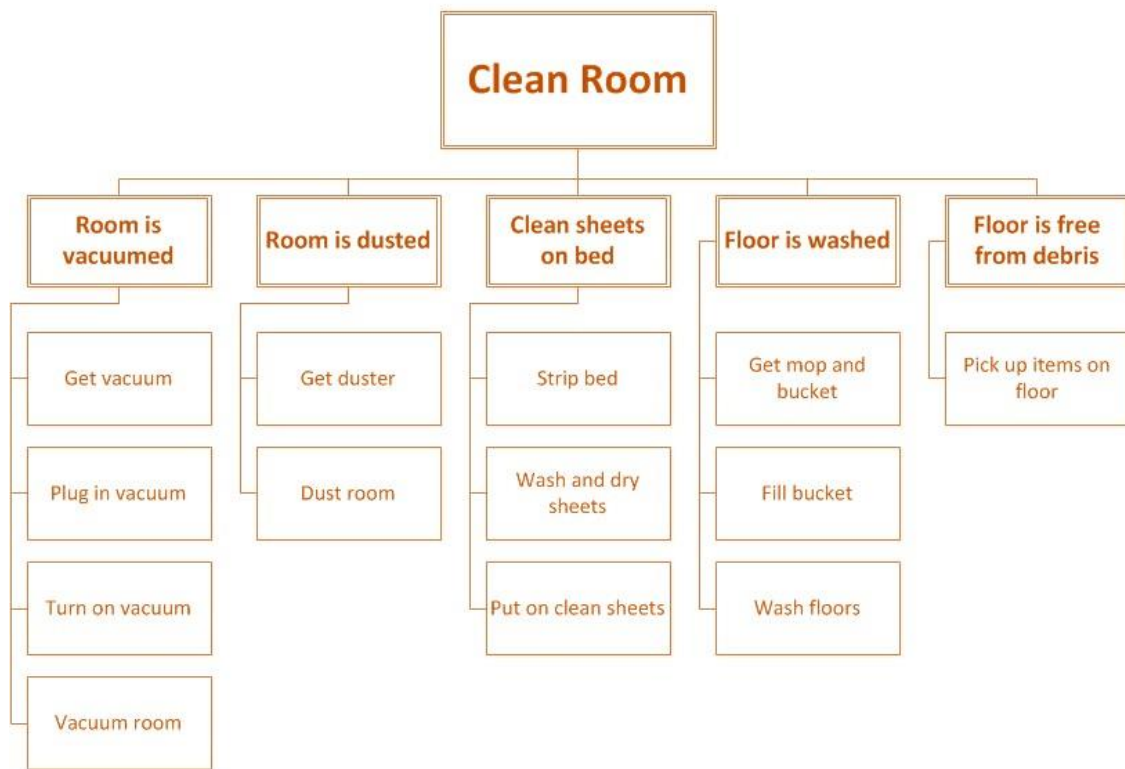 Clean Room
Room is
vacuumed
Room is dusted
Clean sheets
on bed
Floor is washed
Floor is free
from debris
Get vacuum
Get duster
Strip bed
Get mop and
bucket
Pick up items on
floor
Plug in vacuum
Dust room
Wash and dry
sheets
Fill bucket
Turn on vacuum
Put on clean sheets
Wash floors
Vacuum room